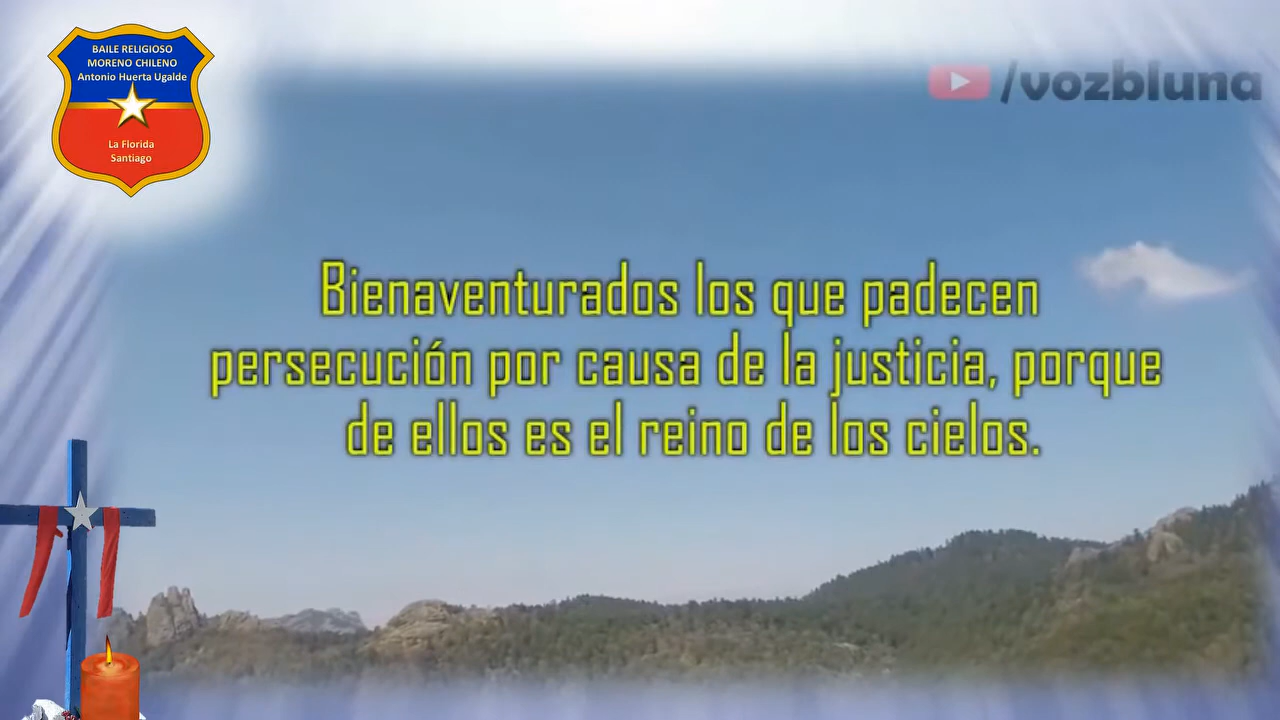 BAILE RELIGIOSO
MORENO CHILENO
Antonio Huerta Ugalde
La Florida
Santiago
/vozbluna
Bienaventurados los que padecen
persecución por causa de la justicia, porque
de ellos es el reino de los cielos.